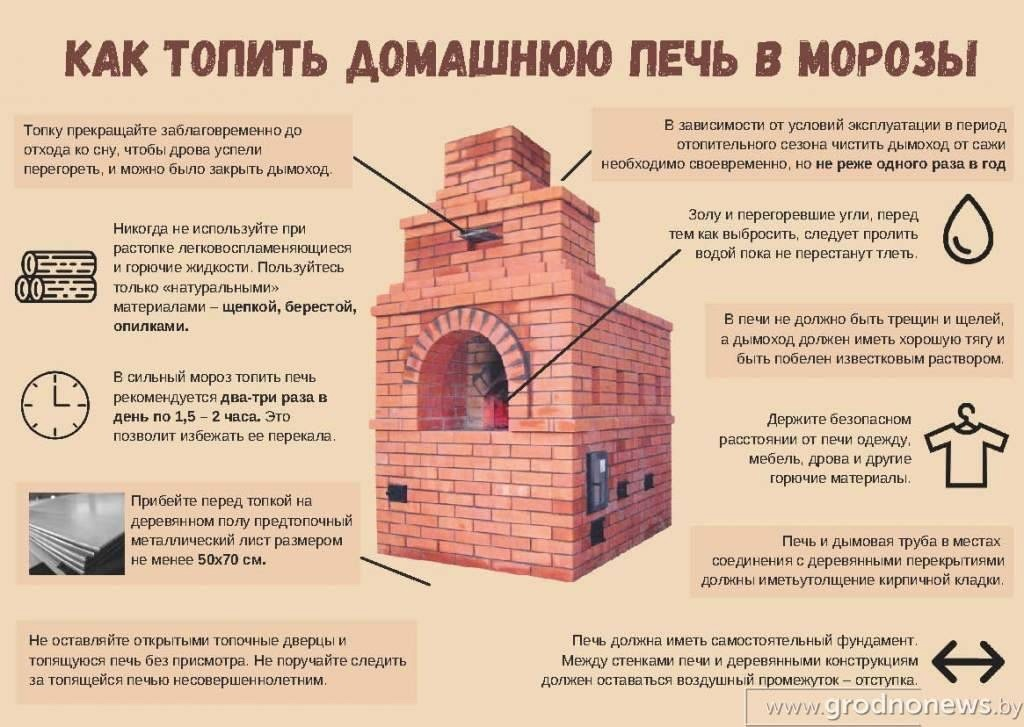 КАК ТОПИТЬ ДОМАШНЮЮ ПЕЧЬ В МОРОЗЫ
Топку прекращайте заблаговременно до
отхода ко сну, чтобы дрова успели
перегореть, и можно было закрыть дымоход.
Никогда не используйте при
растопке легковоспламеняющиеся
и горючие жидкости. Пользуйтесь
только «натуральными»
материалами – щепкой, берестой,
опилками.
В сильный мороз топить печь
рекомендуется два-три раза в
день по 1,5 – 2 часа. Это
позволит избежать ее перекала.
Прибейте перед топкой на
деревянном полу предтопочный
металлический лист размером
не менее 50х70 см.
Не оставляйте открытыми топочные дверцы и
топящуюся печь без присмотра. Не поручайте следить
за топящейся печью несовершеннолетним.
В зависимости от условий эксплуатации в период
отопительного сезона чистить дымоход от сажи
необходимо своевременно, но не реже одного раза в год
Золу и перегоревшие угли, перед
тем как выбросить, следует пролить
водой пока не перестанут тлеть.
В печи не должно быть трещин и щелей,
а дымоход должен иметь хорошую тягу и
быть побелен известковым раствором.
Держите безопасном
расстоянии от печи одежду,
мебель, дрова и другие
горючие материалы.
Печь и дымовая труба в местах
соединения с деревянными перекрытиями
должны иметьутолщение кирпичной кладки.
Печь должна иметь самостоятельный фундамент.
Между стенками печи и деревянными конструкциям
должен оставаться воздушный промежуток – отступка.
www.grodnonews.by